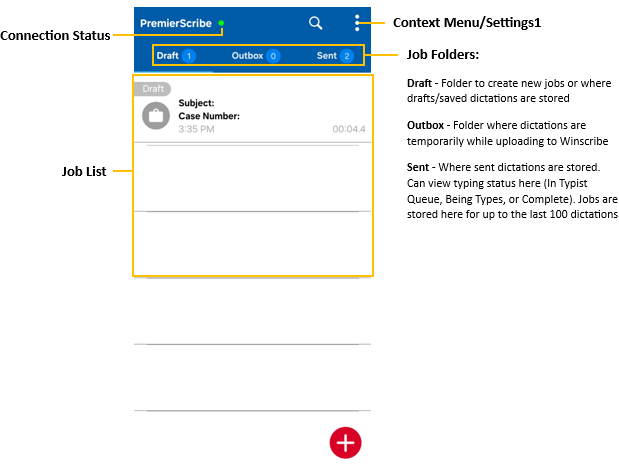 PremierScribe
Context Menu/Settings1
Connection Status
Draft 1 Outbox 0 Sent 2
Job Folders:
Draft - Folder to create new jobs or where
drafts/saved dictations are stored
Outbox - Folder where dictations are
temporarily while uploading to Winscribe
Sent - Where sent dictations are stored.
Can view typing status here (In Typist
Queue, Being Types, or Complete). Jobs are
stored here for up to the last 100 dictations
Draft
Subject:
Case Number:
3:35 PM 00:04.4
Job List